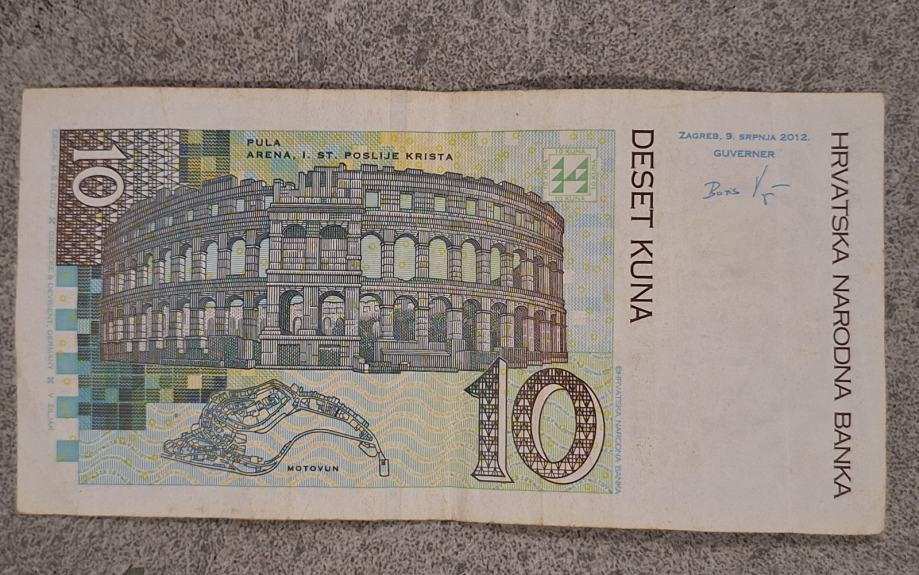 10
PULA
ARENA, I. ST. POSLIJE KRISTA
DESET KUNA
ZAGREB, 9. SRPNJA 2012.
GUVERNER
HRVATSKA NARODNA BANKA
MOTOVUN
10
©HRVATSKA NARODNA BANKA